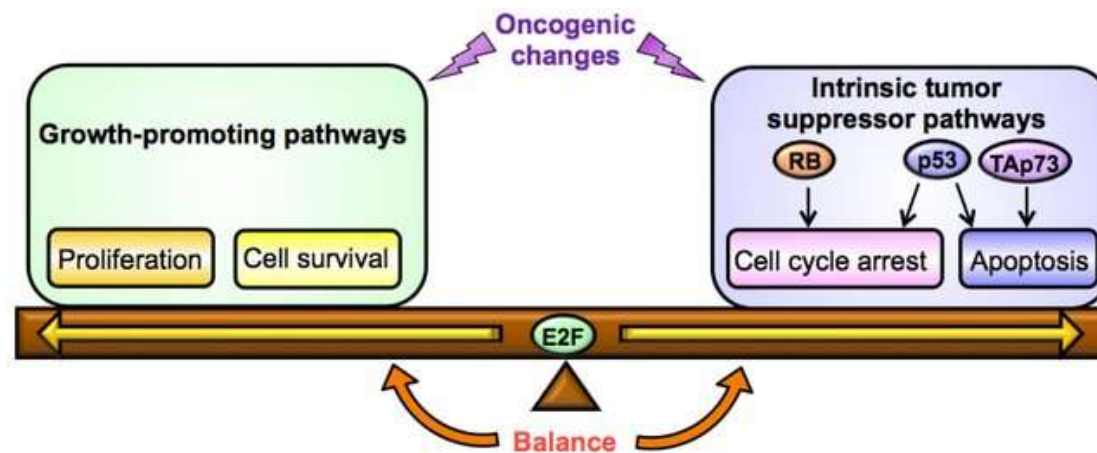 Oncogenic
changes
Growth-promoting pathways
Proliferation
Cell survival
Intrinsic tumor
suppressor pathways
RB
p53
TAp73
Cell cycle arrest
Apoptosis
E2F
Balance